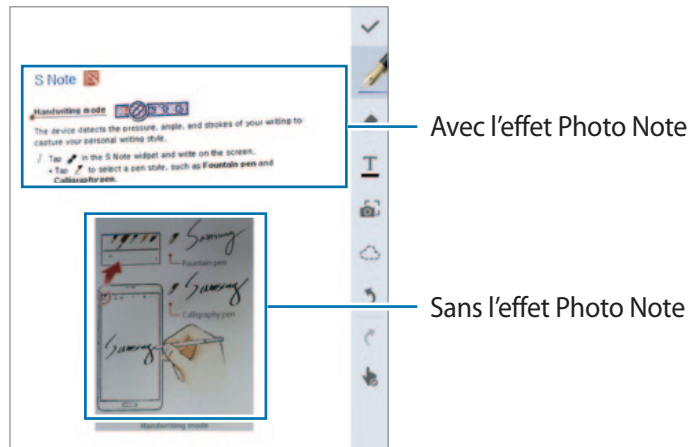 S Note
Handwriting mode
The device detects the pressure, angle, and strokes of your writing to
capture your personal writing style.
Tap in the S Note widget and write on the screen.
• Tap to select a pen style, such as Fountain pen and
Calligraphy pen.
Avec l'effet Photo Note
T
Samsung
Fountain pen
Samsung
Calligraphy pen
Sans l'effet Photo Note
Samsung
Handwriting mode